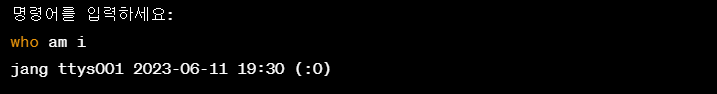 명령어를 입력하세요:
who am i
jang ttys001 2023-06-11 19:30 (:0)